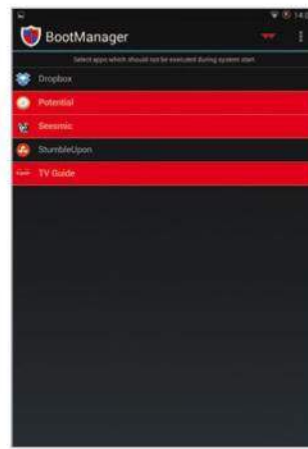 BootManager
Select apps which should not be executed during system start.
Dropbox
Potential
Seesmic
StumbleUpon
TV Guide